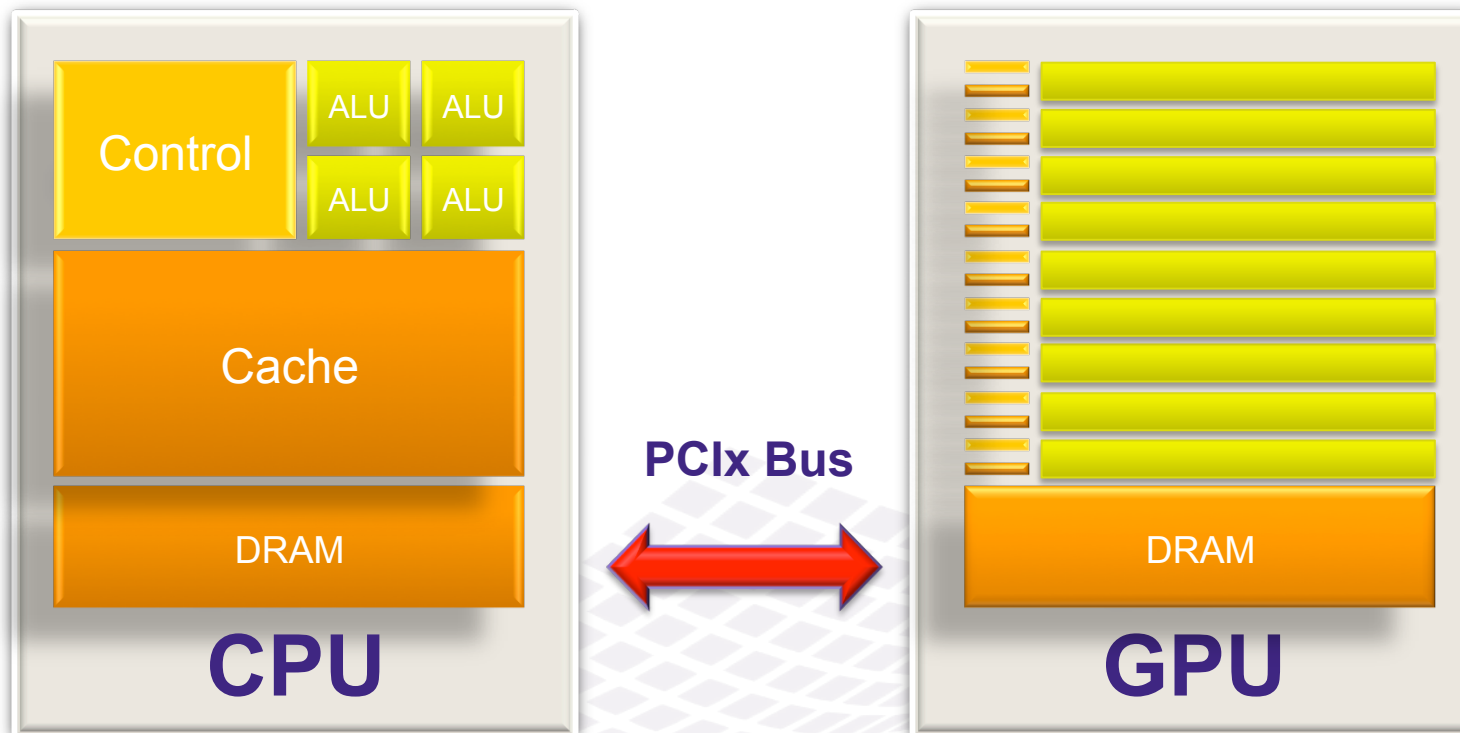 Control
ALU
ALU
ALU
ALU
Cache
DRAM
CPU
PCIx Bus
DRAM
GPU